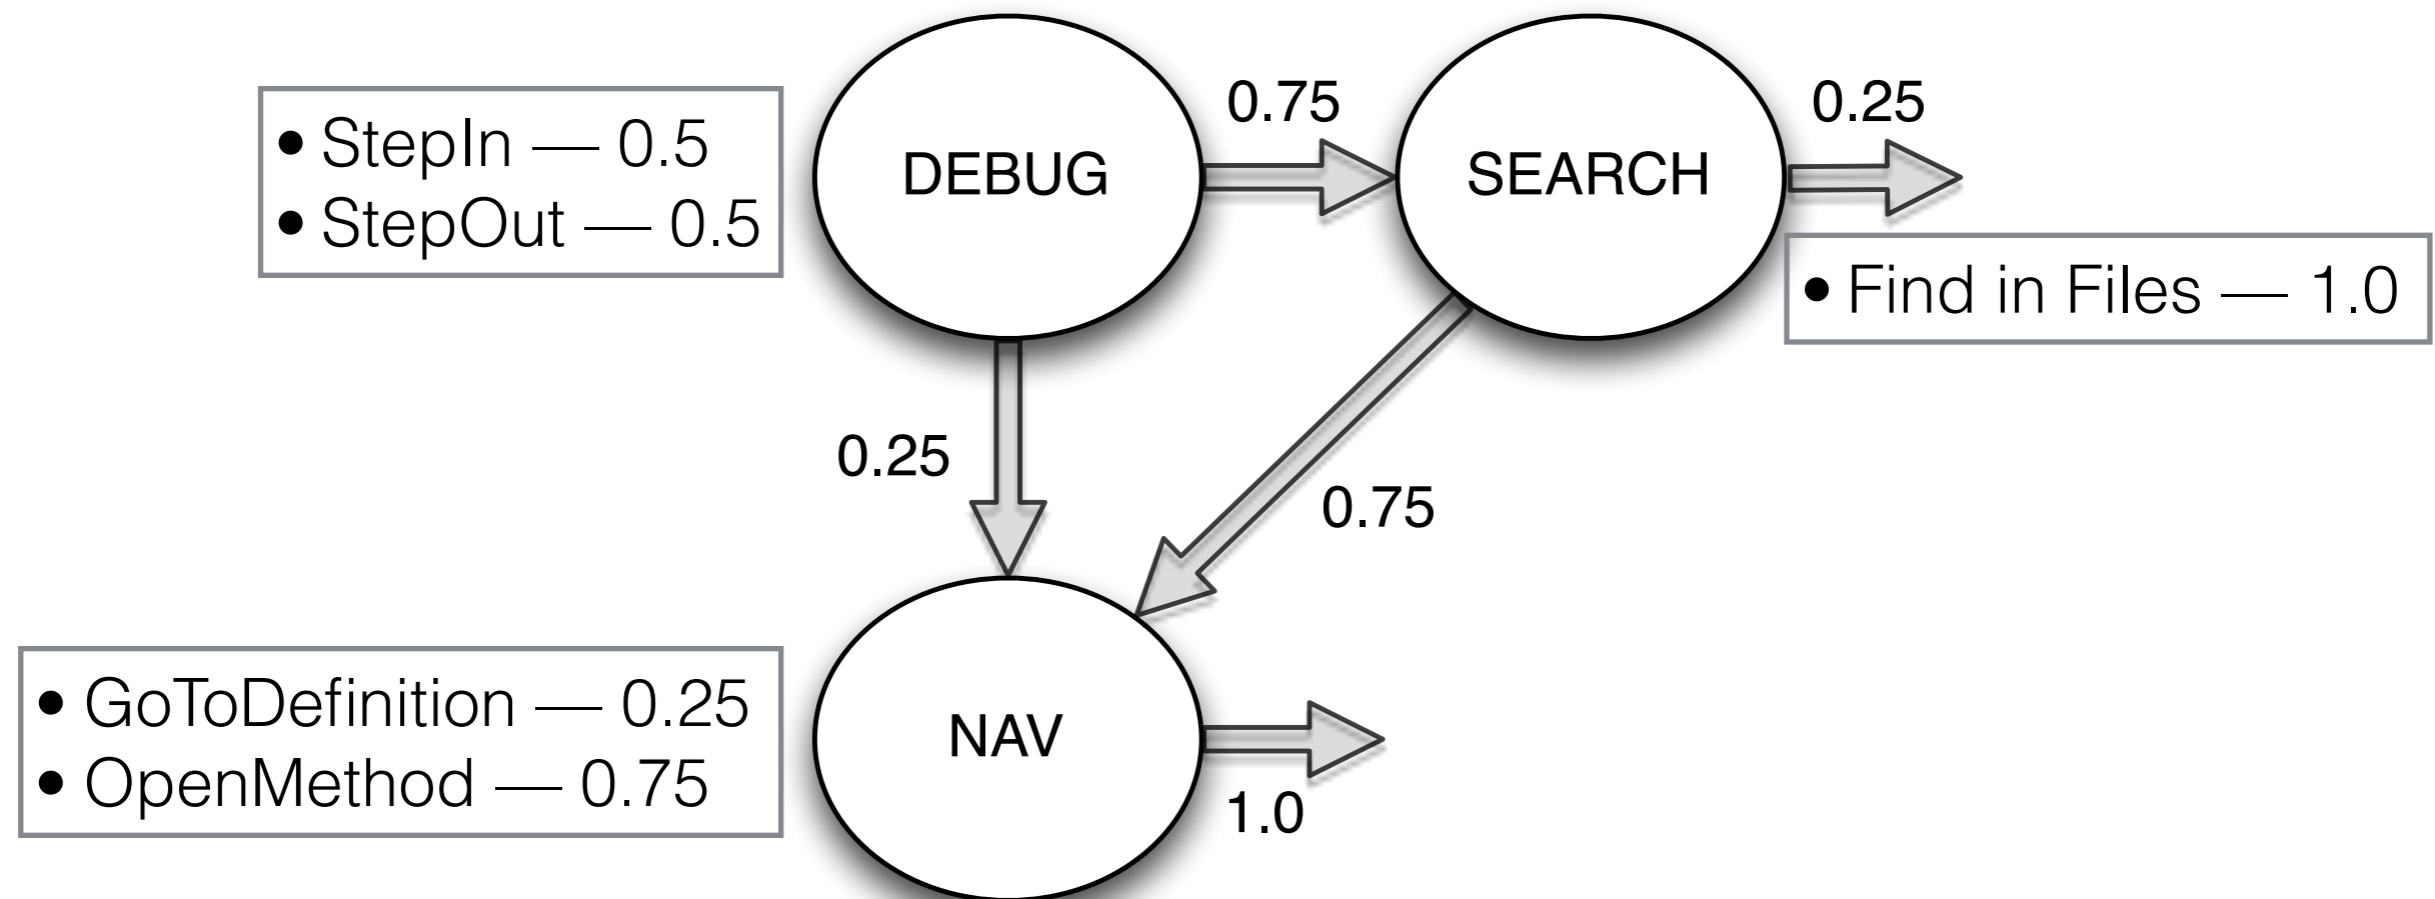 0.75
0.25
• StepIn — 0.5
DEBUG
SEARCH
• StepOut — 0.5
• Find in Files — 1.0
0.25
0.75
• GoToDefinition — 0.25
NAV
• OpenMethod — 0.75
1.0